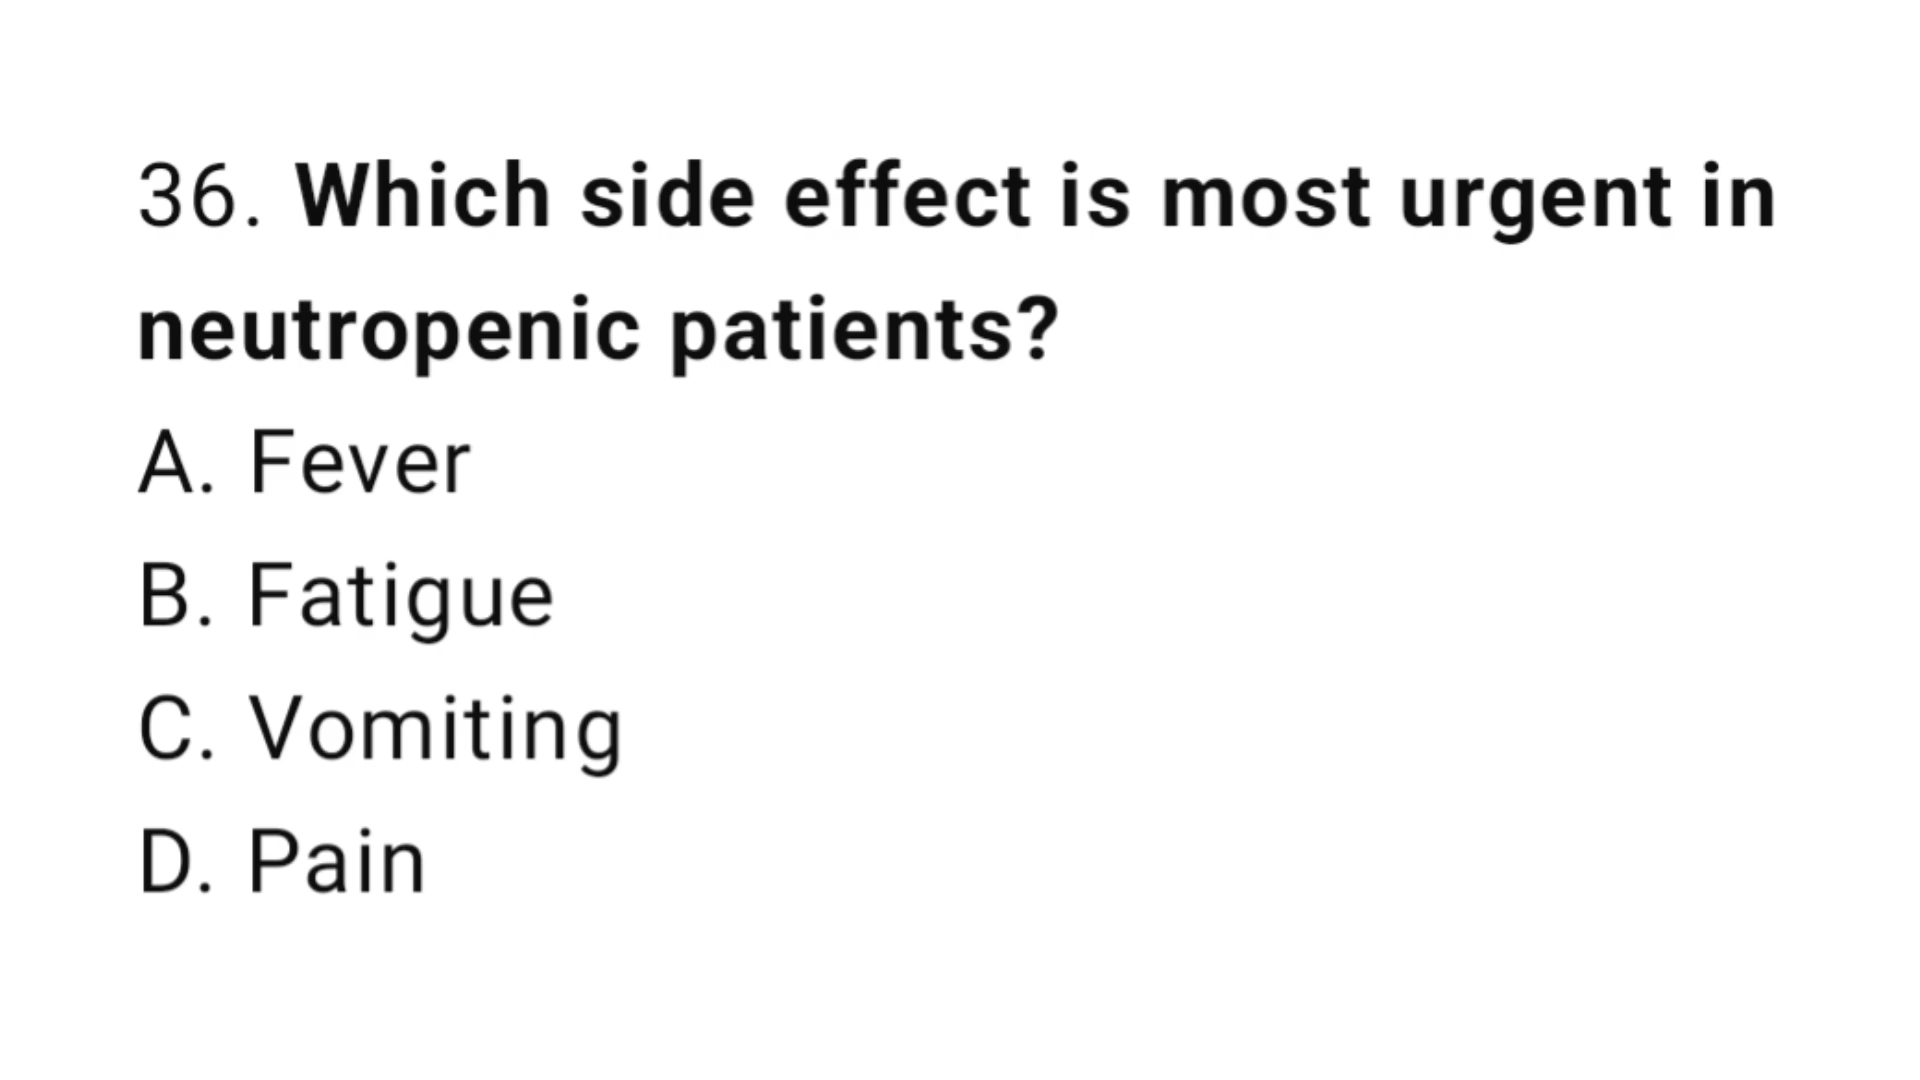 36. Which side effect is most urgent in
neutropenic patients?
A. Fever
B. Fatigue
C. Vomiting
D. Pain